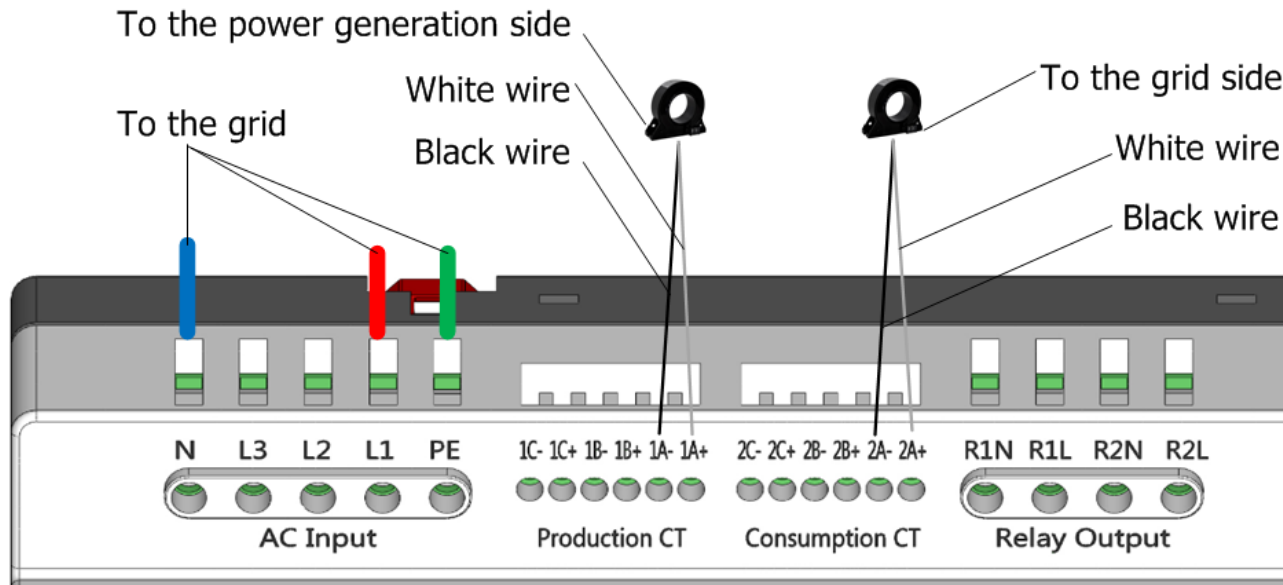 To the power generation side
White wire
To the grid side
To the grid
Black wire
White wire
Black wire
N L3 L2 L1 PE
1C- 1C+ 1B- 1B+ 1A- 1A+
2C- 2C+ 2B- 2B+ 2A- 2A+
R1N R1L R2N R2L
AC Input
Production CT
Consumption CT
Relay Output